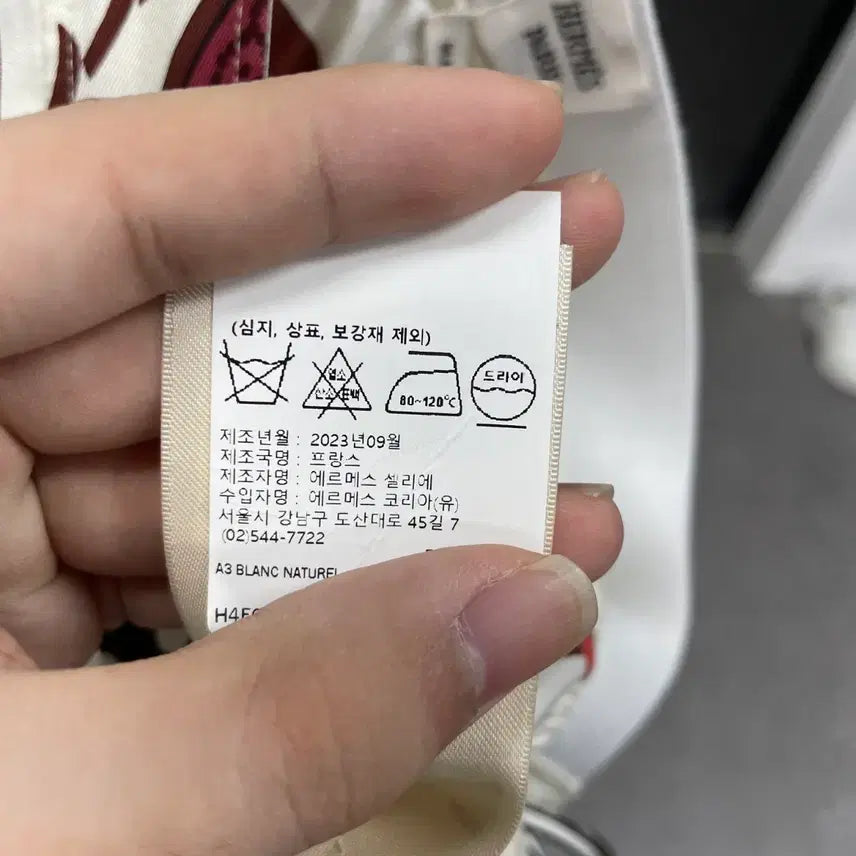 HERMÈS
(심지, 상표, 보강재 제외)
염소
산소 표백
80~120℃
드라이
제조년월 : 2023년09월
제조국명 : 프랑스
제조자명 : 에르메스 셀리에
수입자명 : 에르메스 코리아(유)
서울시 강남구 도산대로 45길 7
(02)544-7722
A3 BLANC NATUREL